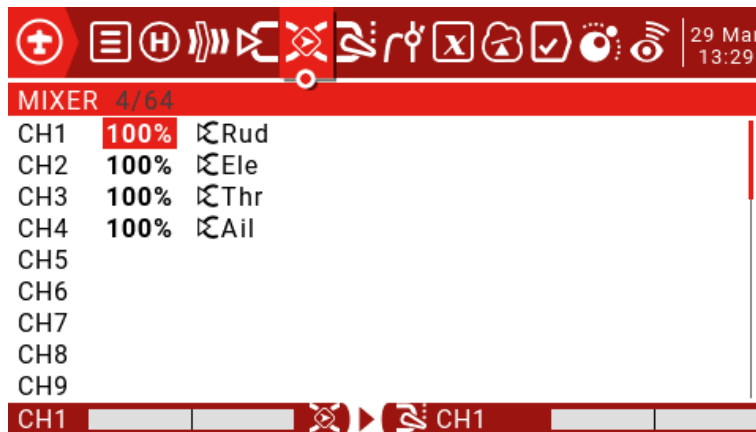 29 Mar
13:29
MIXER 4/64
CH1 100% Rud
CH2 100% Ele
CH3 100% Thr
CH4 100% Ail
CH5
CH6
CH7
CH8
CH9
CH1 CH1